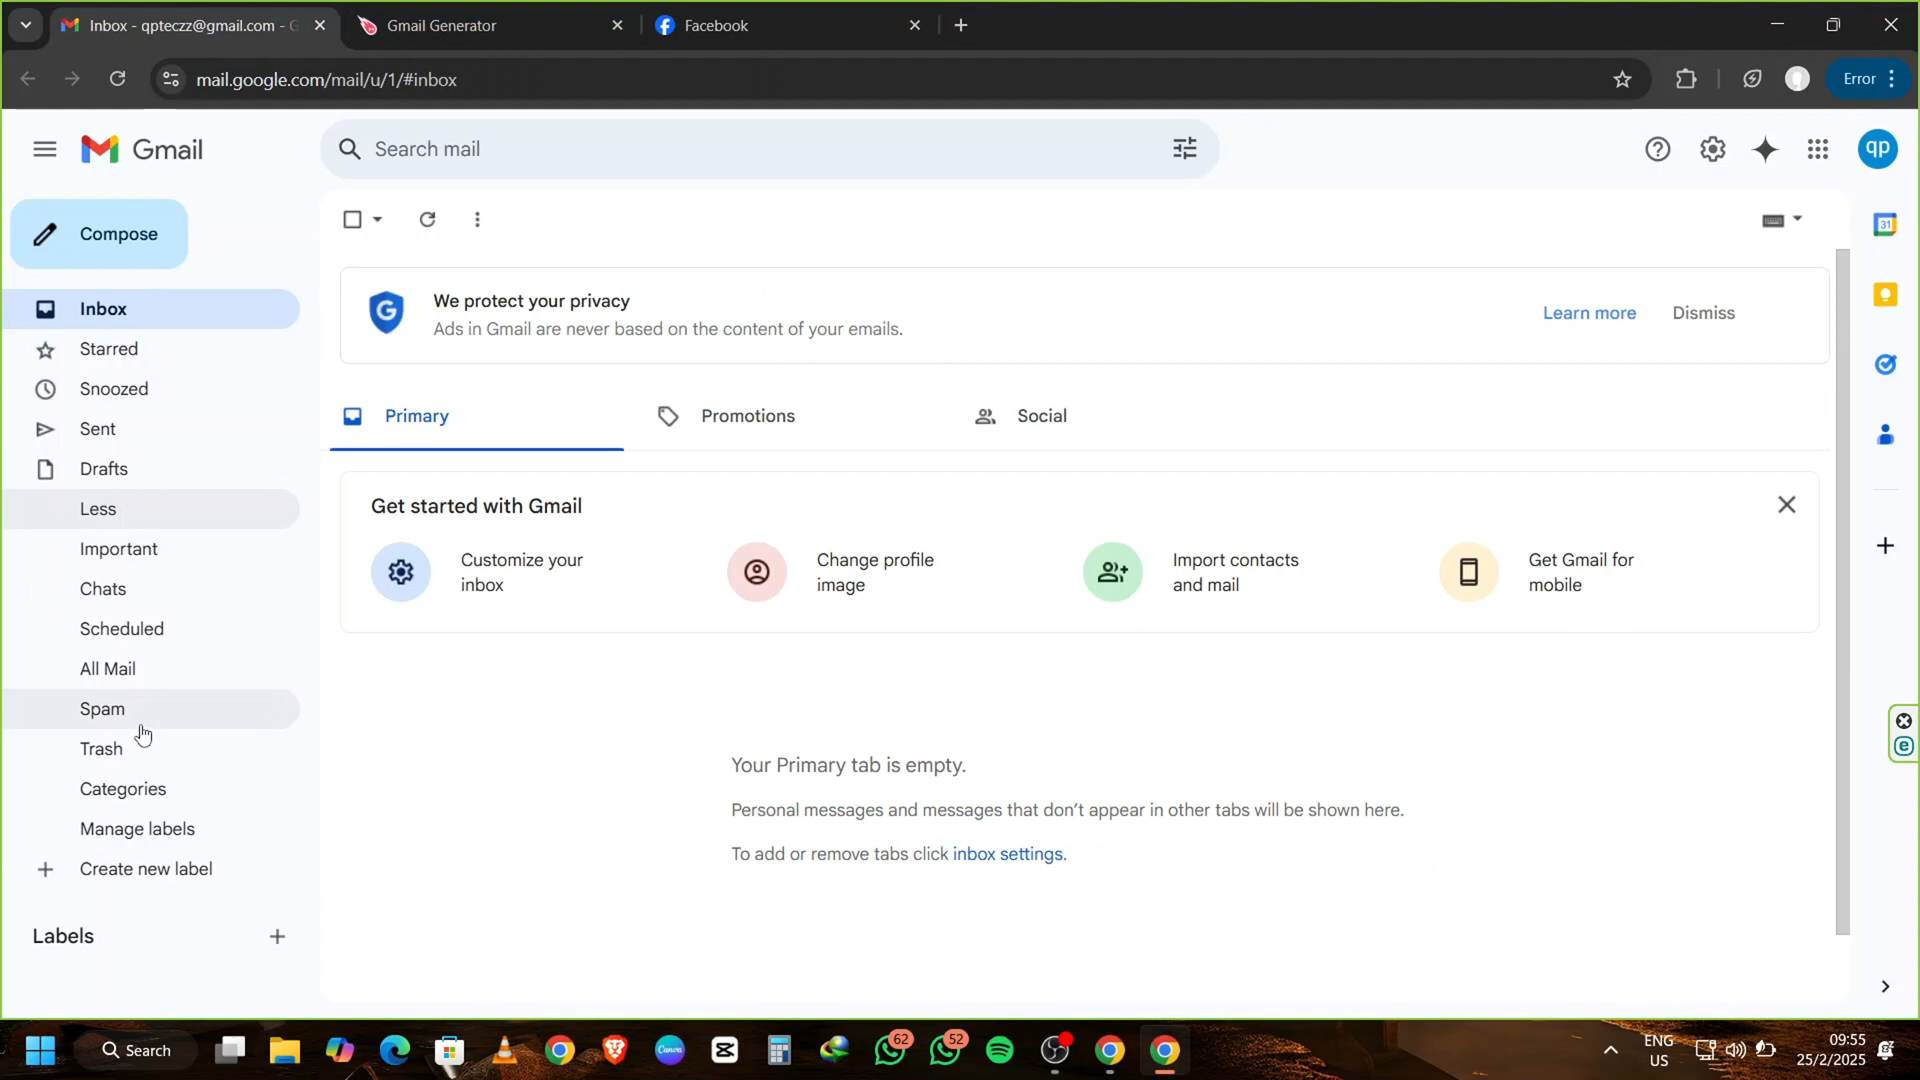 Inbox - qpteczz@gmail.com - G
Gmail Generator
Facebook
mail.google.com/mail/u/1/#inbox
Error
Gmail
Search mail
qp
Compose
31
We protect your privacy
Ads in Gmail are never based on the content of your emails.
Learn more
Dismiss
Inbox
Starred
Snoozed
Sent
Drafts
Less
Important
Chats
Scheduled
All Mail
Spam
Trash
Categories
Manage labels
Create new label
Labels
Primary
Promotions
Social
Get started with Gmail
Customize your
inbox
Change profile
image
Import contacts
and mail
Get Gmail for
mobile
Your Primary tab is empty.
Personal messages and messages that don't appear in other tabs will be shown here.
To add or remove tabs click inbox settings.
Search
Canva
62
52
ENG
US
09:55
25/2/2025